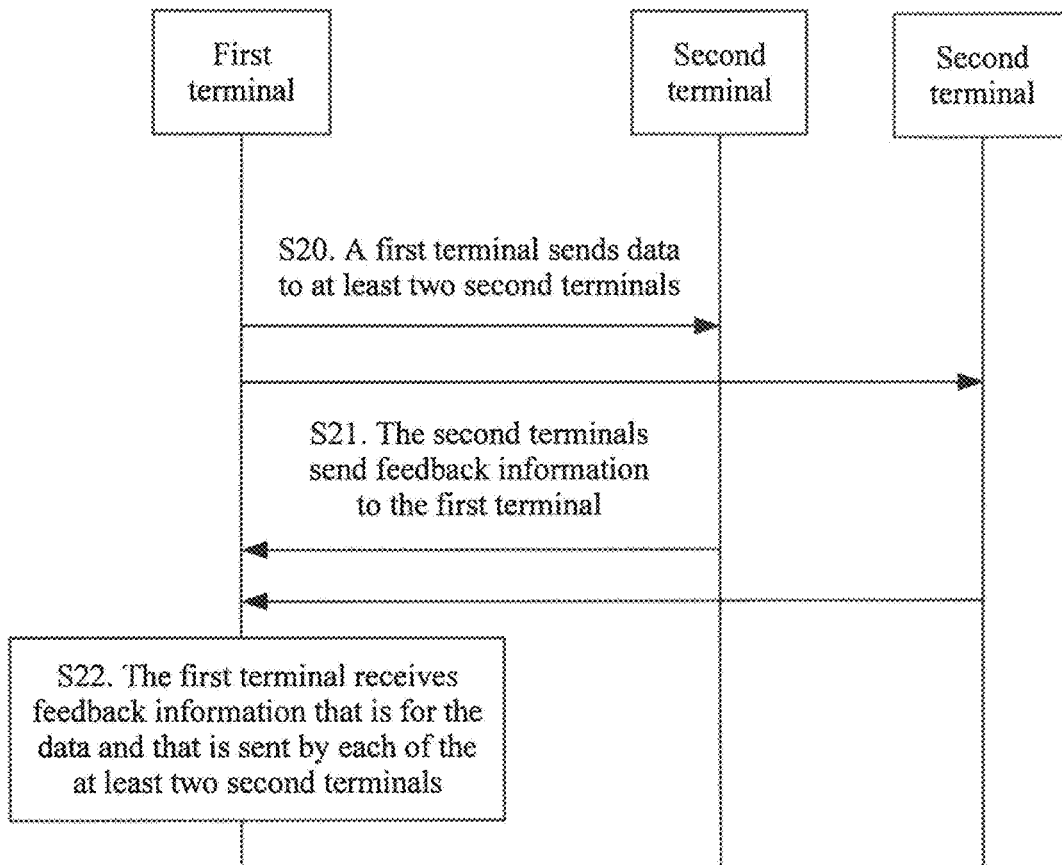 First
terminal
Second
terminal
Second
terminal
S20. A first terminal sends data
to at least two second terminals
S21. The second terminals
send feedback information
to the first terminal
S22. The first terminal receives
feedback information that is for the
data and that is sent by each of the
at least two second terminals